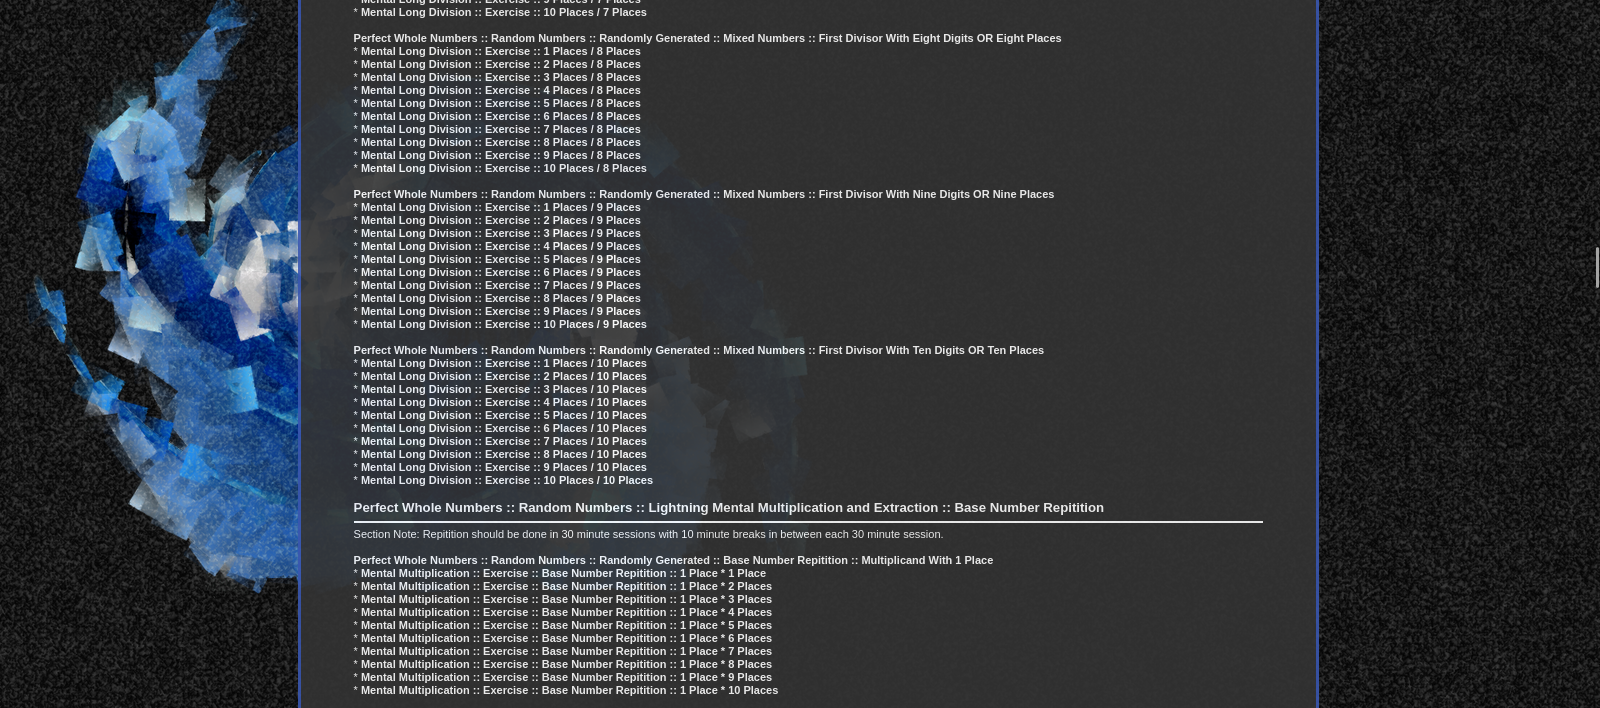 * Mental Long Division :: Exercise :: 9 Places / 7 Places
* Mental Long Division :: Exercise :: 10 Places / 7 Places
Perfect Whole Numbers :: Random Numbers :: Randomly Generated :: Mixed Numbers :: First Divisor With Eight Digits OR Eight Places
* Mental Long Division :: Exercise :: 1 Places / 8 Places
* Mental Long Division :: Exercise :: 2 Places / 8 Places
* Mental Long Division :: Exercise :: 3 Places / 8 Places
* Mental Long Division :: Exercise :: 4 Places / 8 Places
* Mental Long Division :: Exercise :: 5 Places / 8 Places
* Mental Long Division :: Exercise :: 6 Places / 8 Places
* Mental Long Division :: Exercise :: 7 Places / 8 Places
* Mental Long Division :: Exercise :: 8 Places / 8 Places
* Mental Long Division :: Exercise :: 9 Places / 8 Places
* Mental Long Division :: Exercise :: 10 Places / 8 Places
Perfect Whole Numbers :: Random Numbers :: Randomly Generated :: Mixed Numbers :: First Divisor With Nine Digits OR Nine Places
* Mental Long Division :: Exercise :: 1 Places / 9 Places
* Mental Long Division :: Exercise :: 2 Places / 9 Places
* Mental Long Division :: Exercise :: 3 Places / 9 Places
* Mental Long Division :: Exercise :: 4 Places / 9 Places
* Mental Long Division :: Exercise :: 5 Places / 9 Places
* Mental Long Division :: Exercise :: 6 Places / 9 Places
* Mental Long Division :: Exercise :: 7 Places / 9 Places
* Mental Long Division :: Exercise :: 8 Places / 9 Places
* Mental Long Division :: Exercise :: 9 Places / 9 Places
* Mental Long Division :: Exercise :: 10 Places / 9 Places
Perfect Whole Numbers :: Random Numbers :: Randomly Generated :: Mixed Numbers :: First Divisor With Ten Digits OR Ten Places
* Mental Long Division :: Exercise :: 1 Places / 10 Places
* Mental Long Division :: Exercise :: 2 Places / 10 Places
* Mental Long Division :: Exercise :: 3 Places / 10 Places
* Mental Long Division :: Exercise :: 4 Places / 10 Places
* Mental Long Division :: Exercise :: 5 Places / 10 Places
* Mental Long Division :: Exercise :: 6 Places / 10 Places
* Mental Long Division :: Exercise :: 7 Places / 10 Places
* Mental Long Division :: Exercise :: 8 Places / 10 Places
* Mental Long Division :: Exercise :: 9 Places / 10 Places
* Mental Long Division :: Exercise :: 10 Places / 10 Places
Perfect Whole Numbers :: Random Numbers :: Lightning Mental Multiplication and Extraction :: Base Number Repitition
Section Note: Repitition should be done in 30 minute sessions with 10 minute breaks in between each 30 minute session.
Perfect Whole Numbers :: Random Numbers :: Randomly Generated :: Base Number Repitition :: Multiplicand With 1 Place
* Mental Multiplication :: Exercise :: Base Number Repitition :: 1 Place * 1 Place
* Mental Multiplication :: Exercise :: Base Number Repitition :: 1 Place * 2 Places
* Mental Multiplication :: Exercise :: Base Number Repitition :: 1 Place * 3 Places
* Mental Multiplication :: Exercise :: Base Number Repitition :: 1 Place * 4 Places
* Mental Multiplication :: Exercise :: Base Number Repitition :: 1 Place * 5 Places
* Mental Multiplication :: Exercise :: Base Number Repitition :: 1 Place * 6 Places
* Mental Multiplication :: Exercise :: Base Number Repitition :: 1 Place * 7 Places
* Mental Multiplication :: Exercise :: Base Number Repitition :: 1 Place * 8 Places
* Mental Multiplication :: Exercise :: Base Number Repitition :: 1 Place * 9 Places
* Mental Multiplication :: Exercise :: Base Number Repitition :: 1 Place * 10 Places